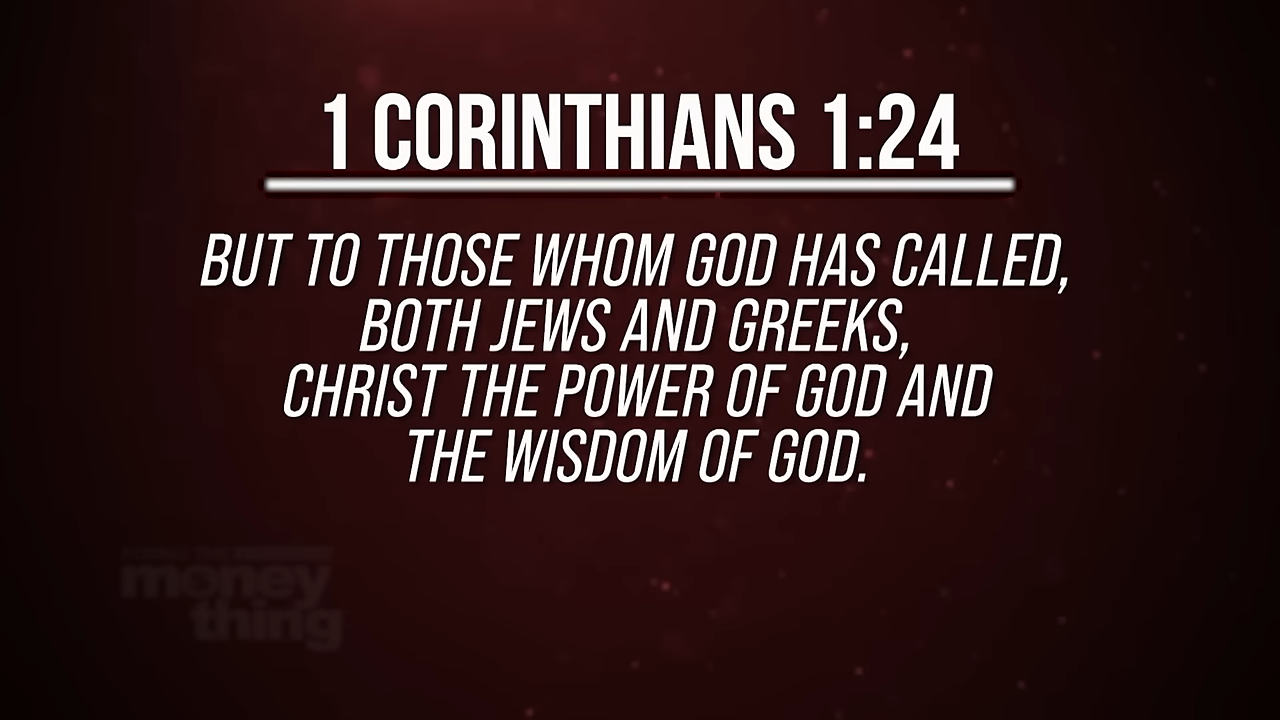 1 CORINTHIANS 1:24
BUT TO THOSE WHOM GOD HAS CALLED,
BOTH JEWS AND GREEKS,
CHRIST THE POWER OF GOD AND
THE WISDOM OF GOD.
money
thing